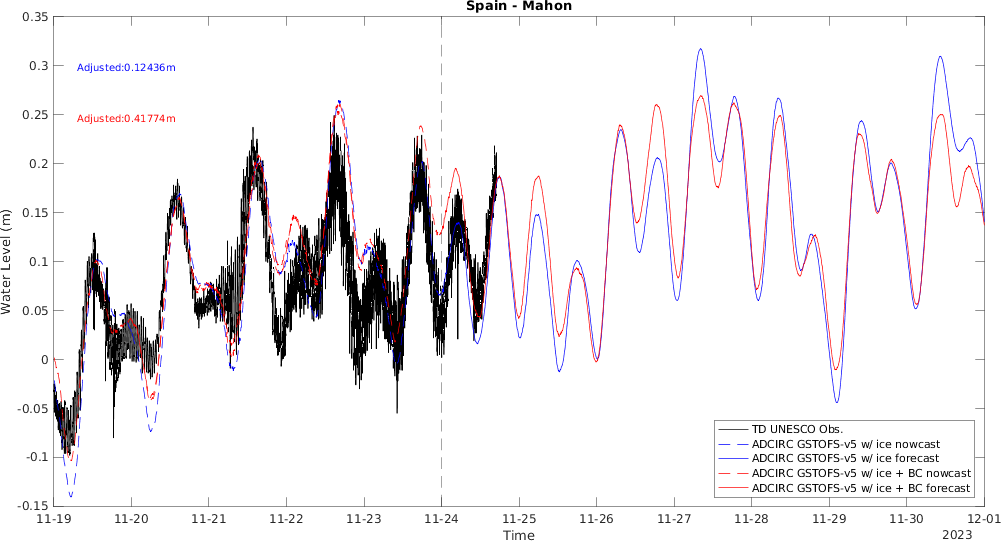 Spain - Mahon
0.35
0.3
0.25
0.2
0.15
0.1
0.05
0
-0.05
-0.1
-0.15
Water Level (m)
Adjusted:0.12436m
Adjusted:0.41774m
TD UNESCO Obs.
ADCIRC GSTOFS-v5 w/ ice nowcast
ADCIRC GSTOFS-v5 w/ ice forecast
ADCIRC GSTOFS-v5 w/ ice + BC nowcast
ADCIRC GSTOFS-v5 w/ ice + BC forecast
11-19 11-20 11-21 11-22 11-23 11-24 11-25 11-26 11-27 11-28 11-29 11-30 12-01
Time
2023